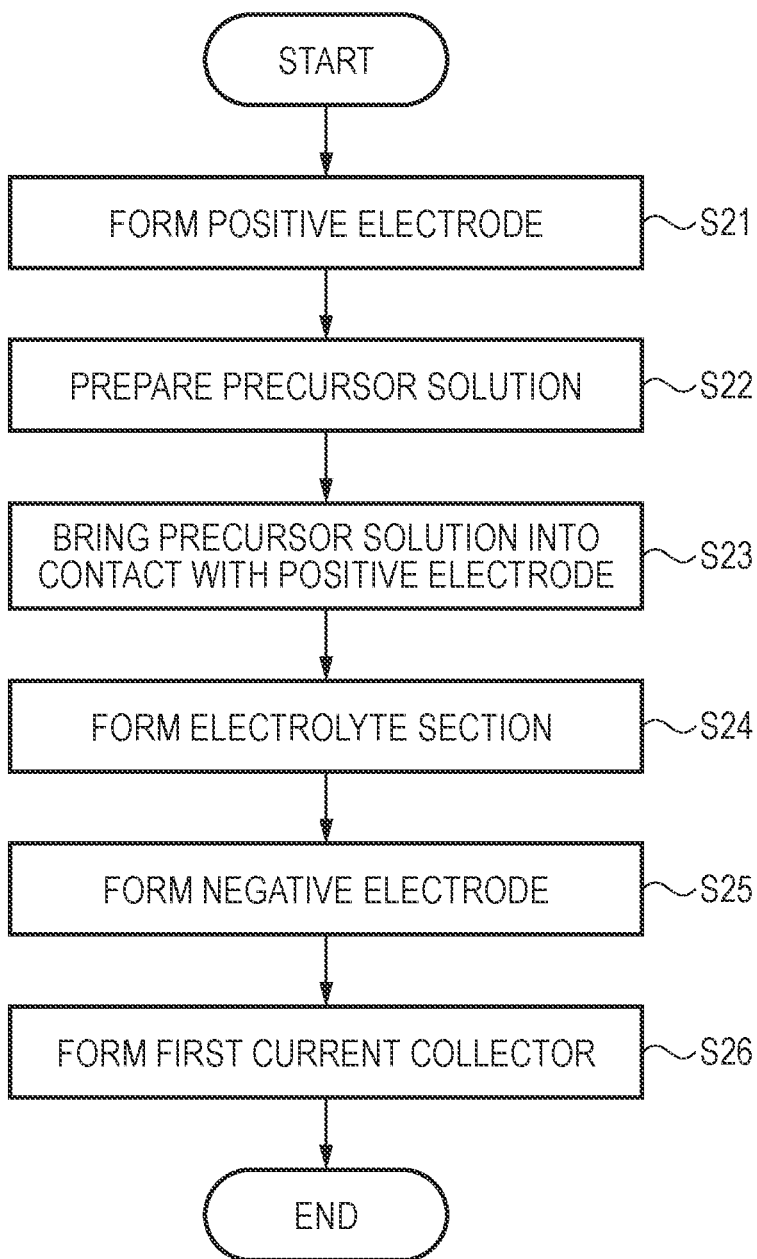 START
FORM POSITIVE ELECTRODE
S21
PREPARE PRECURSOR SOLUTION
S22
BRING PRECURSOR SOLUTION INTO
CONTACT WITH POSITIVE ELECTRODE
S23
FORM ELECTROLYTE SECTION
S24
FORM NEGATIVE ELECTRODE
S25
FORM FIRST CURRENT COLLECTOR
S26
END